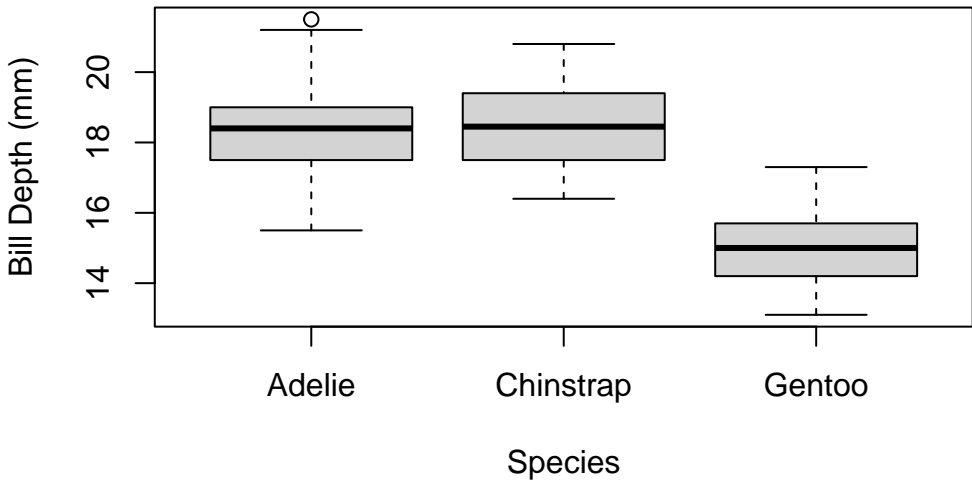 Bill Depth (mm)
20
18
16
14
Adelie
Chinstrap
Gentoo
Species